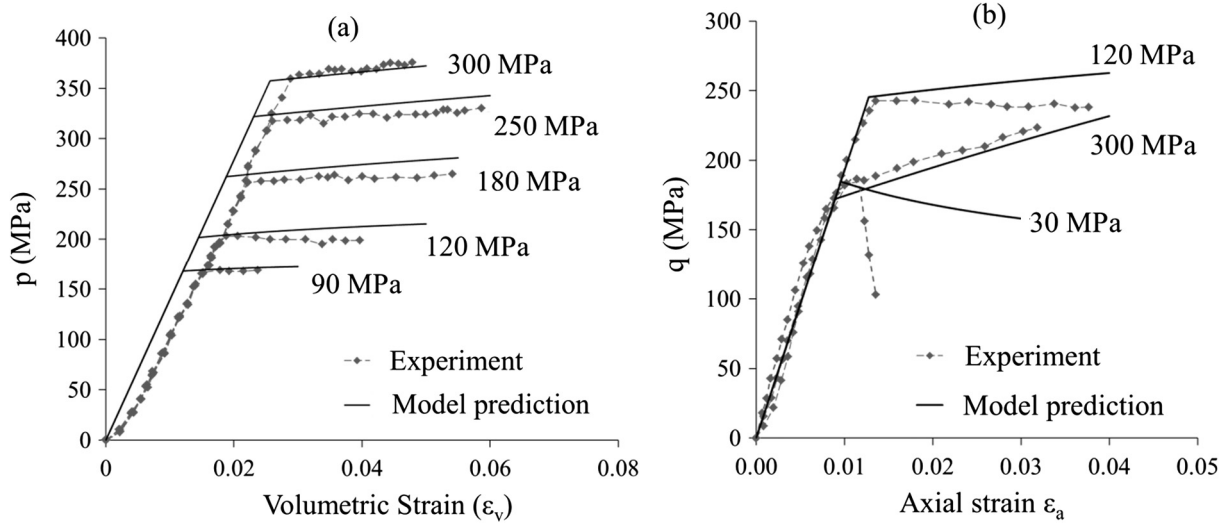 (a)
400
350
300
250
200
150
100
50
0
p (MPa)
300 MPa
250 MPa
180 MPa
120 MPa
90 MPa
Experiment
Model prediction
0
0.02
0.04
0.06
0.08
Volumetric Strain (εv)
(b)
300
250
200
150
100
50
0
q (MPa)
120 MPa
300 MPa
30 MPa
Experiment
Model prediction
0.00
0.01
0.02
0.03
0.04
0.05
Axial strain εa